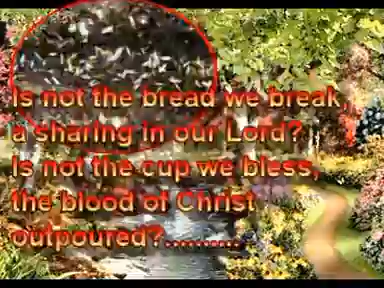 Is not the bread we break,
a sharing in our Lord?
Is not the cup we bless,
the blood of Christ
outpoured?...........